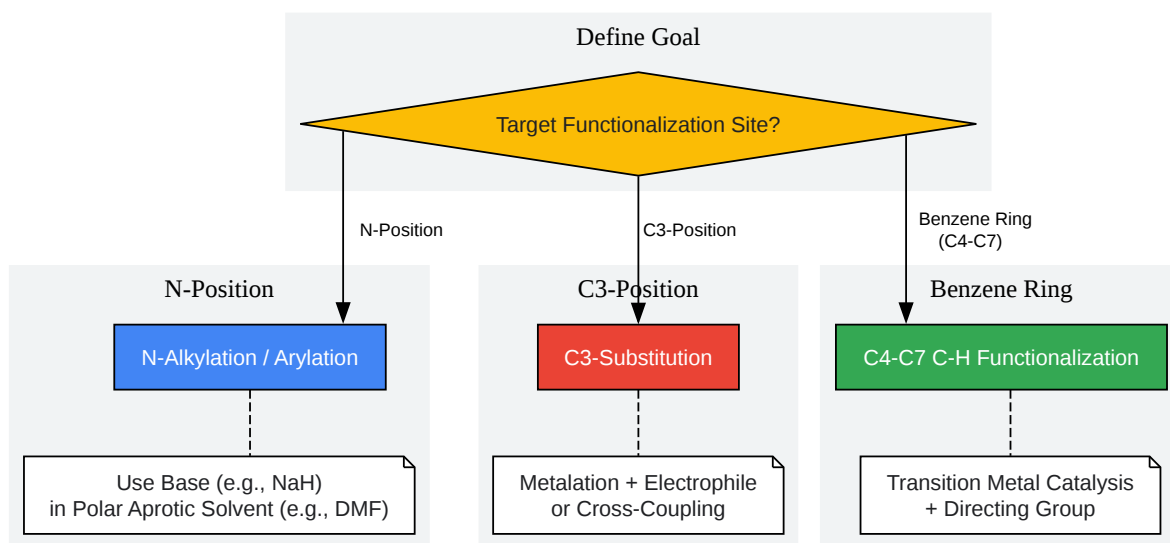 Define Goal
Target Functionalization Site?
N-Position
C3-Position
Benzene Ring
(C4-C7)
N-Position
C3-Position
Benzene Ring
N-Alkylation / Arylation
C3-Substitution
C4-C7 C-H Functionalization
Use Base (e.g., NaH)
in Polar Aprotic Solvent (e.g., DMF)
Metalation + Electrophile
or Cross-Coupling
Transition Metal Catalysis
+ Directing Group